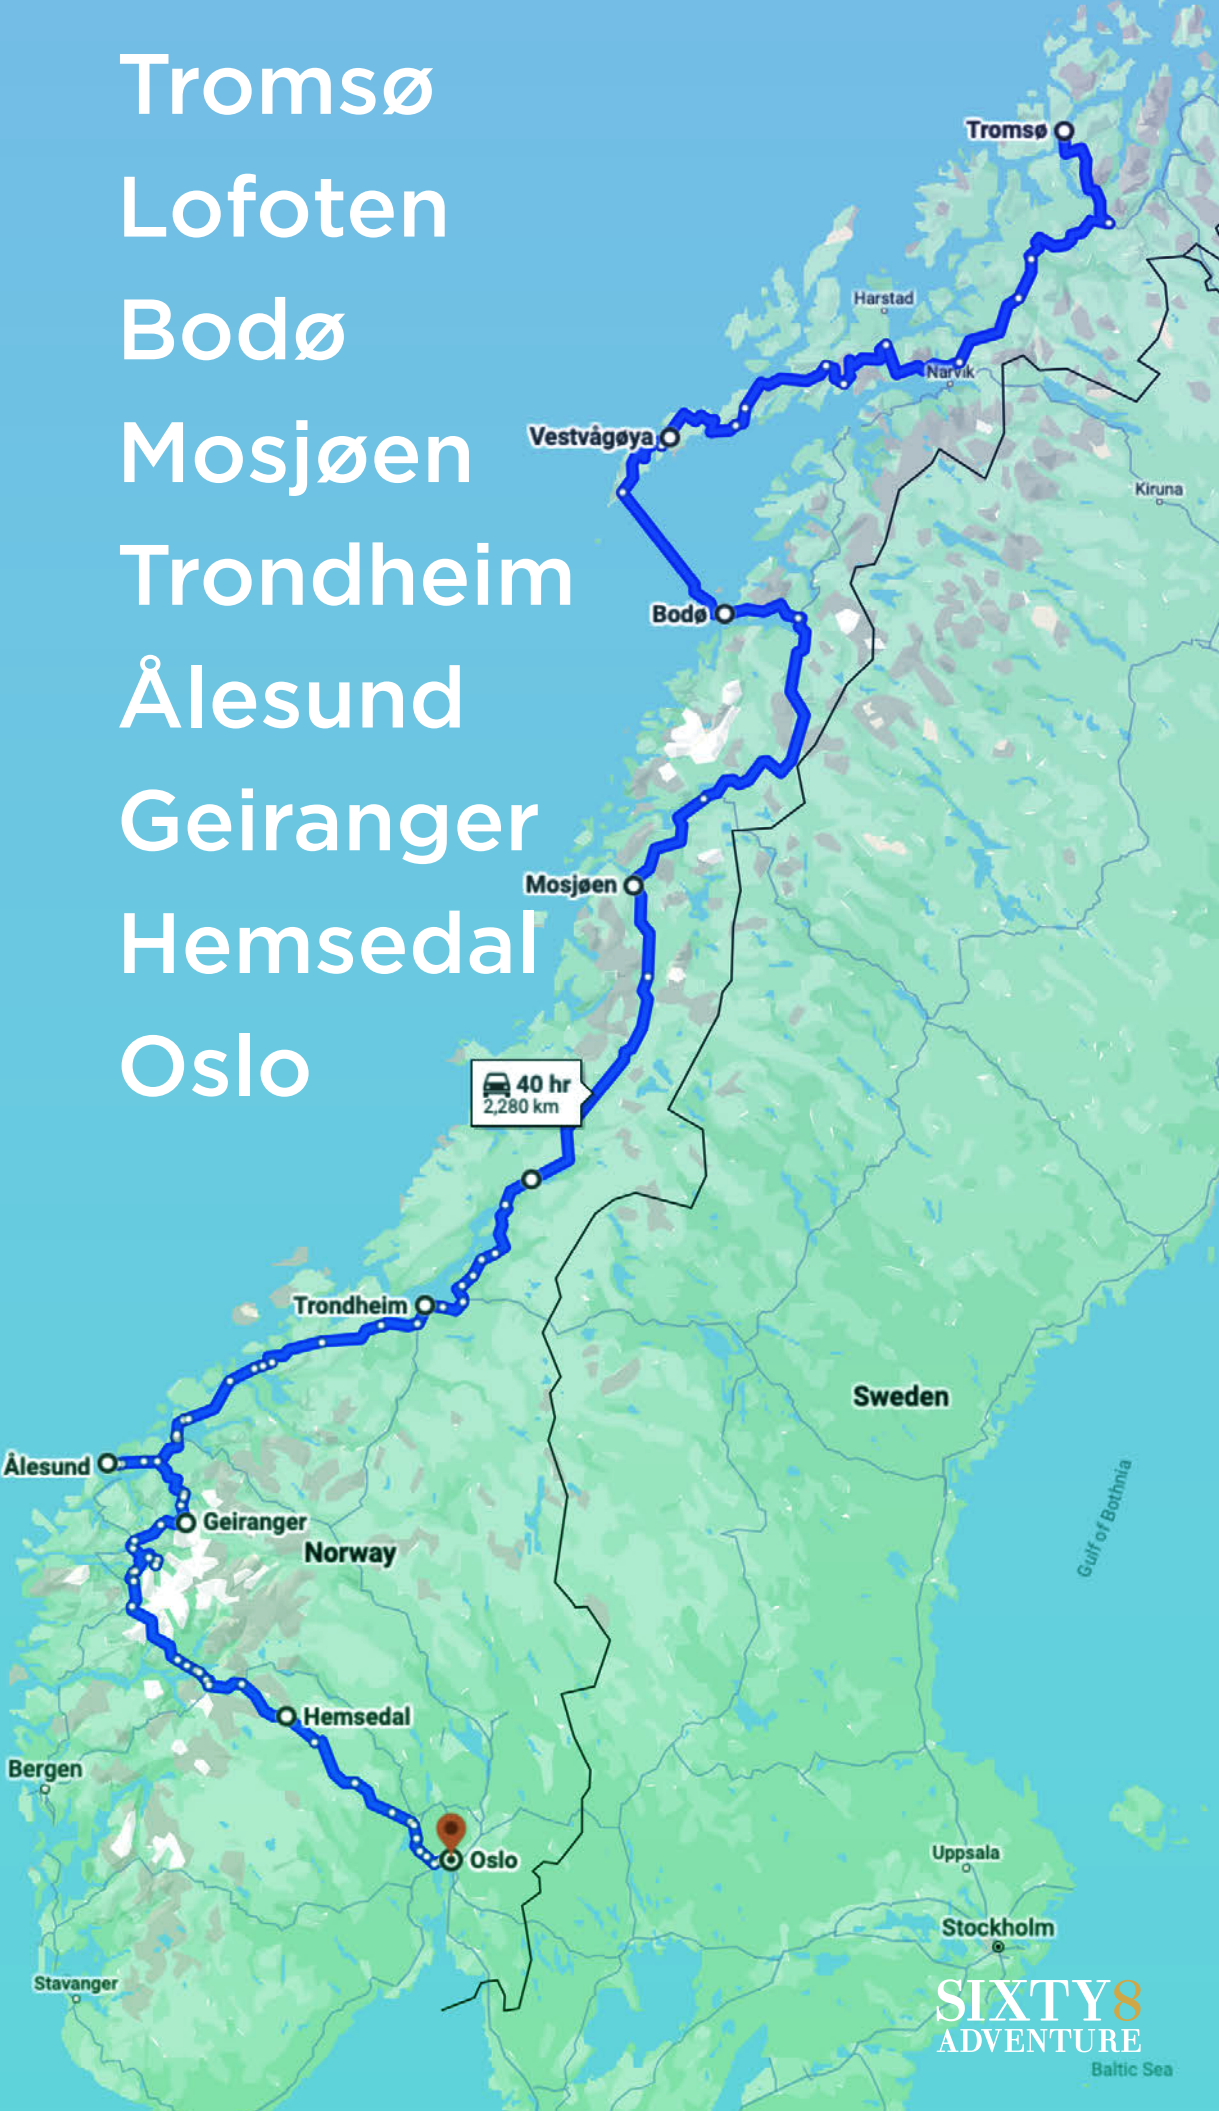 Tromsø
Lofoten
Bodø
Mosjøen
Trondheim
Ålesund
Geiranger
Hemsedal
Oslo
Tromsø
Harstad
Narvik
Vestvågøya
Kiruna
Bodø
Mosjøen
40 hr
2,280 km
Trondheim
Sweden
Ålesund
Gulf of Bothnia
Geiranger
Norway
Hemsedal
Bergen
Oslo
Uppsala
Stockholm
Stavanger
SIXTY8
ADVENTURE
Baltic Sea